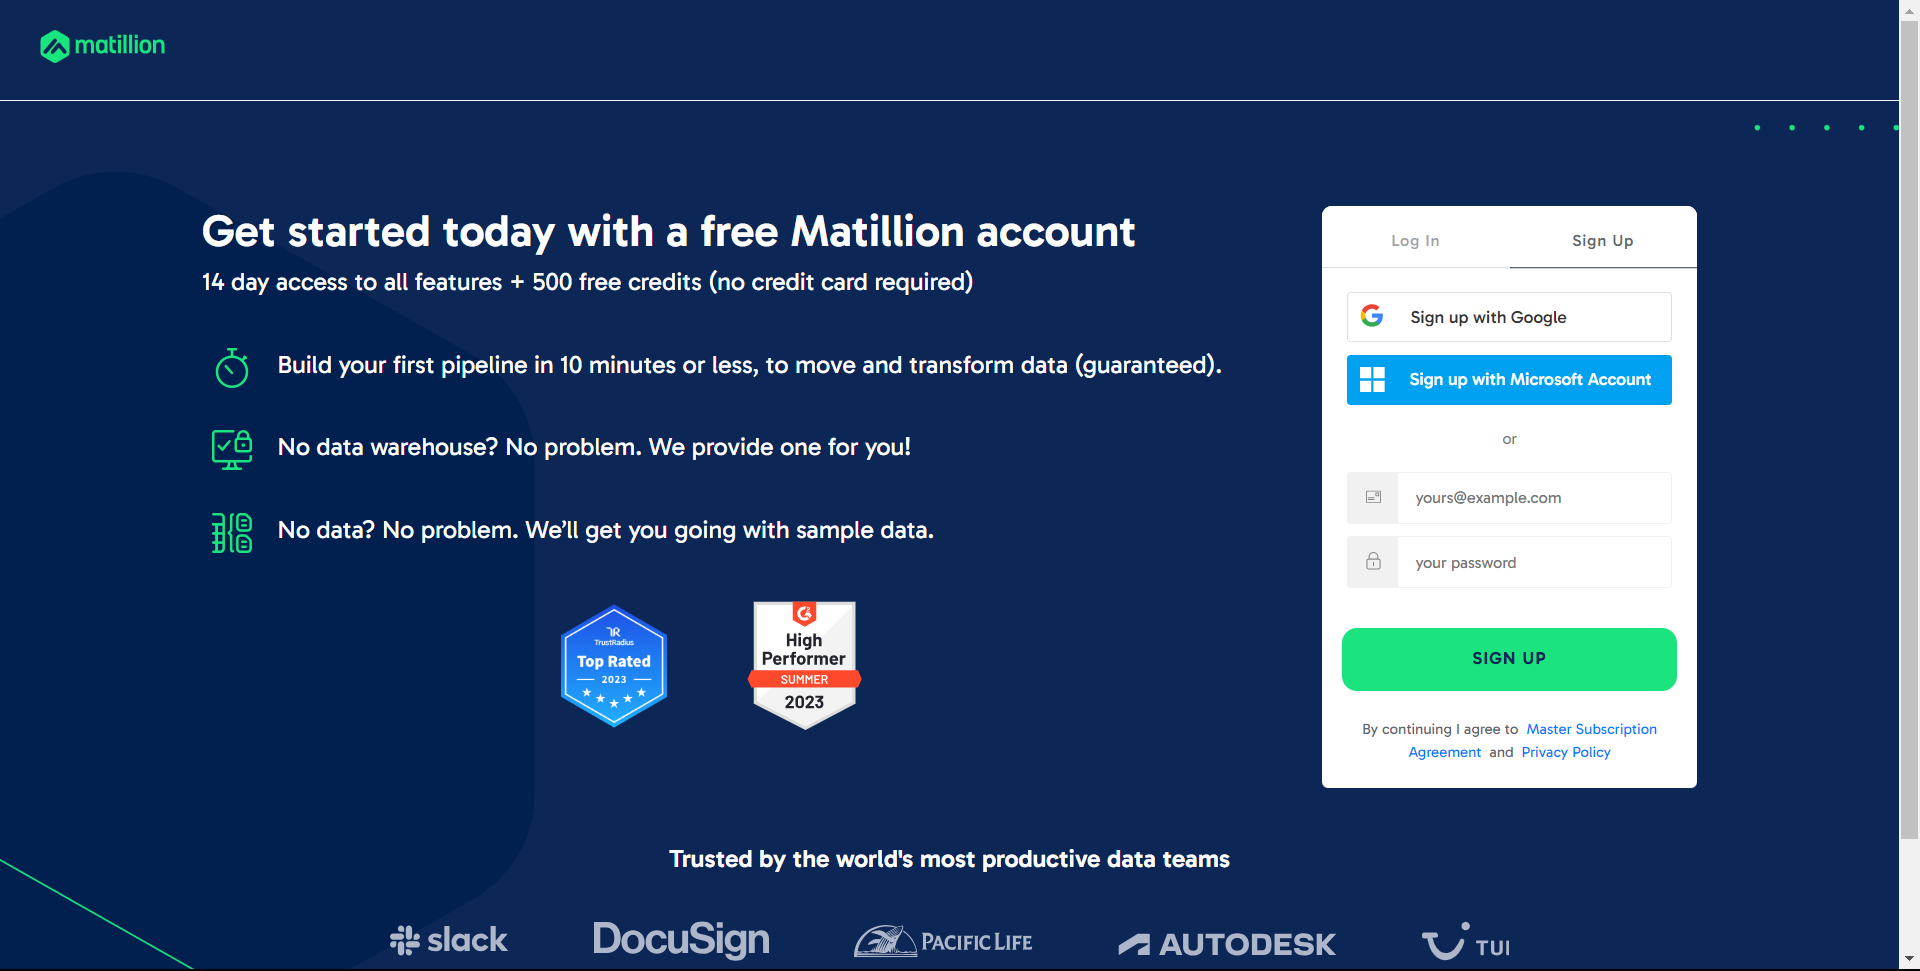 matillion
Get started today with a free Matillion account
14 day access to all features + 500 free credits (no credit card required)
Build your first pipeline in 10 minutes or less, to move and transform data (guaranteed).
No data warehouse? No problem. We provide one for you!
No data? No problem. We’ll get you going with sample data.
TR
TrustRadius
Top Rated
2023
G2
High
Performer
SUMMER
2023
Log In
Sign Up
Sign up with Google
Sign up with Microsoft Account
or
yours@example.com
your password
SIGN UP
By continuing I agree to Master Subscription
Agreement and Privacy Policy
Trusted by the world's most productive data teams
slack
DocuSign
PACIFIC LIFE
AUTODESK
TUI